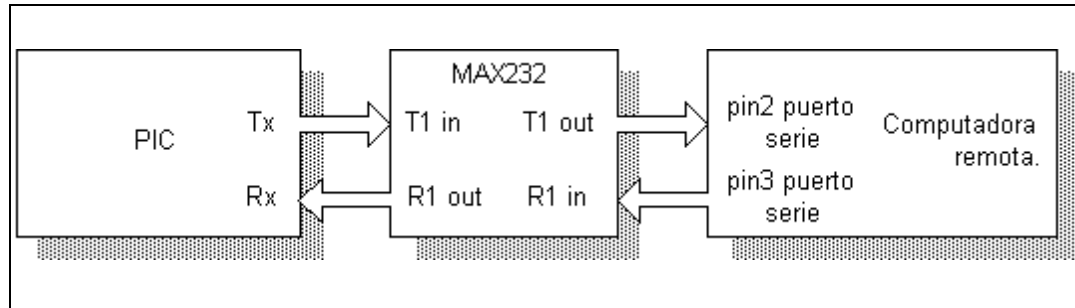 PIC
Tx
Rx
MAX232
T1 in
T1 out
R1 out
R1 in
pin2 puerto
serie
pin3 puerto
serie
Computadora
remota.